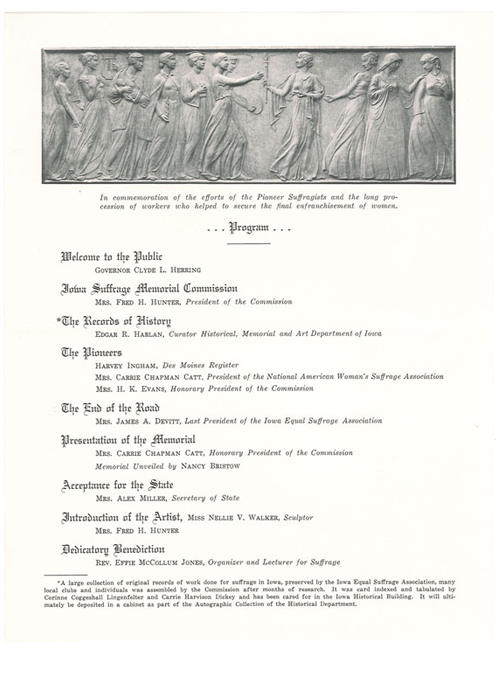 In commemoration of the efforts of the Pioneer Suffragists and the long pro-
cession of workers who helped to secure the final enfranchisement of women.
. . . Program . . .
Welcome to the Public
GOVERNOR CLYDE L. HERRING
Iowa Suffrage Memorial Commission
MRS. FRED H. HUNTER, President of the Commission
*The Records of History
EDGAR R. HARLAN, Curator Historical, Memorial and Art Department of Iowa
The Pioneers
HARVEY INGHAM, Des Moines Register
MRS. CARRIE CHAPMAN CATT, President of the National American Woman's Suffrage Association
MRS. H. K. EVANS, Honorary President of the Commission
The End of the Road
MRS. JAMES A. DEVITT, Last President of the Iowa Equal Suffrage Association
Presentation of the Memorial
MRS. CARRIE CHAPMAN CATT, Honorary President of the Commission
Memorial Unveiled by NANCY BRISTOW
Acceptance for the State
MRS. ALEX MILLER, Secretary of State
Introduction of the Artist, MISS NELLIE V. WALKER, Sculptor
MRS. FRED H. HUNTER
Dedicatory Benediction
REV. EFFIE MCCOLLUM JONES, Organizer and Lecturer for Suffrage
*A large collection of original records of work done for suffrage in Iowa, preserved by the Iowa Equal Suffrage Association, many
local clubs and individuals was assembled by the Commission after months of research. It was card indexed and tabulated by
Corinne Coggeshall Lingenfelter and Carrie Harvison Dickey and has been cared for in the Iowa Historical Building. It will ulti-
mately be deposited in a cabinet as part of the Autographic Collection of the Historical Department.